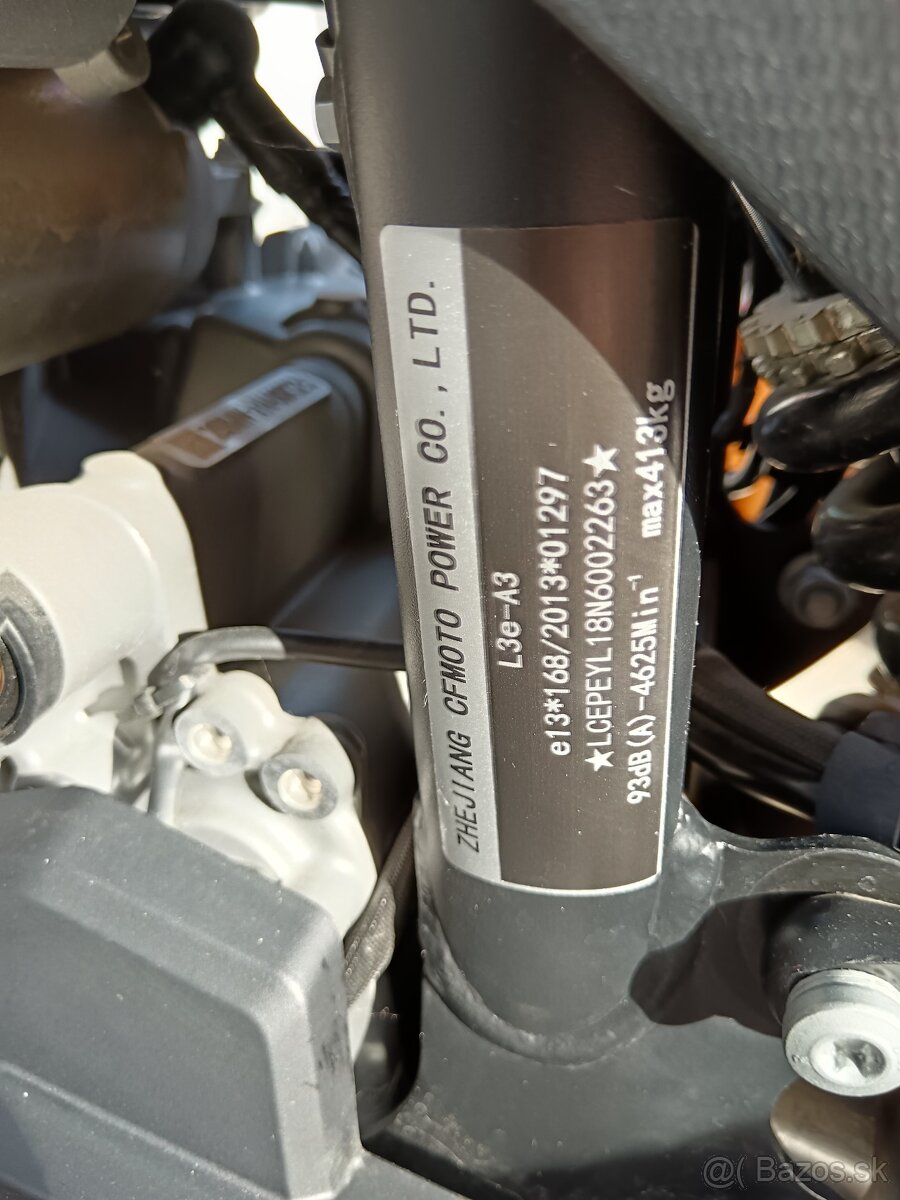 ZHEJIANG CFMOTO POWER CO., LTD.
L3e-A3
e13*168/2013*01297
★LCEPEYL18N6002263★
93dB(A)-4625Min⁻¹ max413kg
@( Bazos.sk